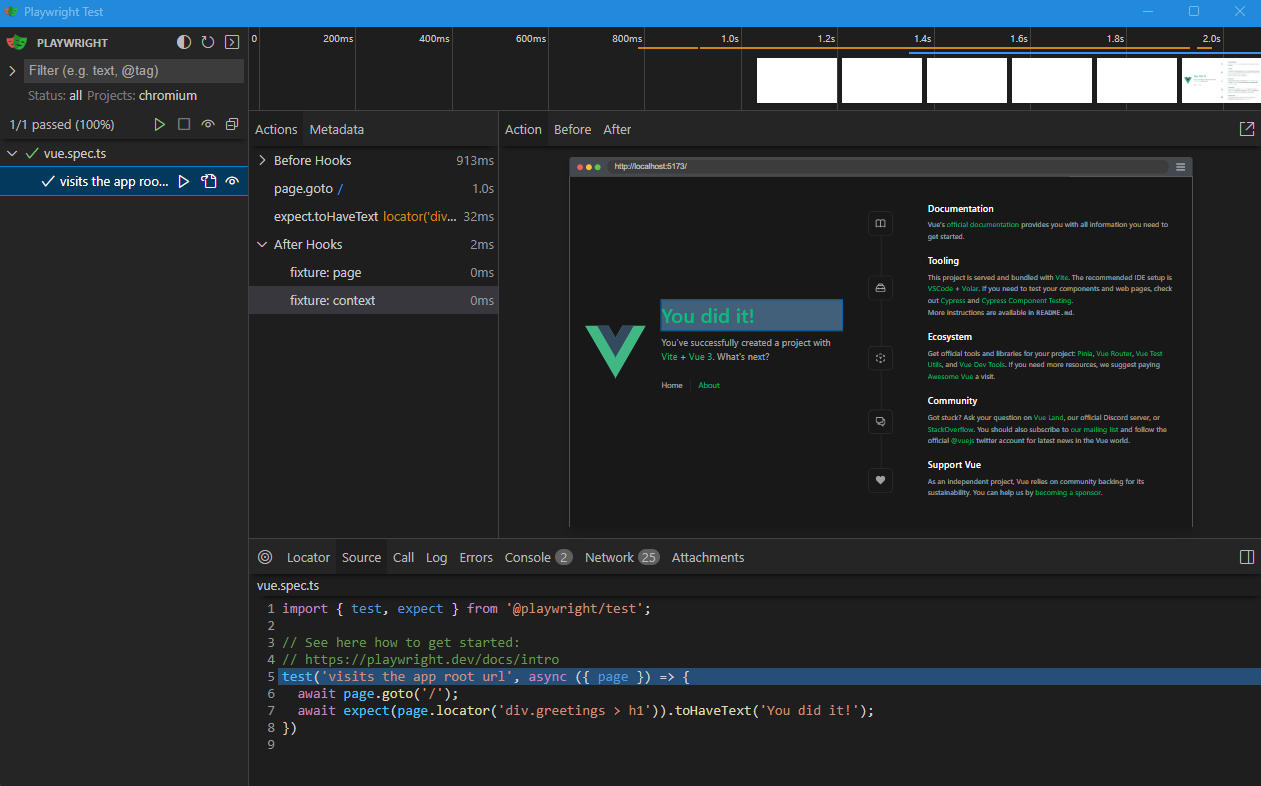 Playwright Test
PLAYWRIGHT
Filter (e.g. text, @tag)
Status: all Projects: chromium
1/1 passed (100%)
vue.spec.ts
visits the app roo...
0 200ms 400ms 600ms 800ms 1.0s 1.2s 1.4s 1.6s 1.8s 2.0s
Actions Metadata
Before Hooks 913ms
page.goto / 1.0s
expect.toHaveText locator('div... 32ms
After Hooks 2ms
fixture: page 0ms
fixture: context 0ms
Action Before After
http://localhost:5173/
You did it!
You've successfully created a project with
Vite + Vue 3. What's next?
Home About
Documentation
Vue's official documentation provides you with all information you need to
get started.
Tooling
This project is served and bundled with Vite. The recommended IDE setup is
VSCode + Volar. If you need to test your components and web pages, check
out Cypress and Cypress Component Testing.
More instructions are available in README.md.
Ecosystem
Get official tools and libraries for your project: Pinia, Vue Router, Vue Test
Utils, and Vue Dev Tools. If you need more resources, we suggest paying
Awesome Vue a visit.
Community
Got stuck? Ask your question on Vue Land, our official Discord server, or
StackOverflow. You should also subscribe to our mailing list and follow the
official @vuejs twitter account for latest news in the Vue world.
Support Vue
As an independent project, Vue relies on community backing for its
sustainability. You can help us by becoming a sponsor.
Locator Source Call Log Errors Console 2 Network 25 Attachments
vue.spec.ts
1 import { test, expect } from '@playwright/test';
2
3 // See here how to get started:
4 // https://playwright.dev/docs/intro
5 test('visits the app root url', async ({ page }) => {
6 await page.goto('/');
7 await expect(page.locator('div.greetings > h1')).toHaveText('You did it!');
8 })
9